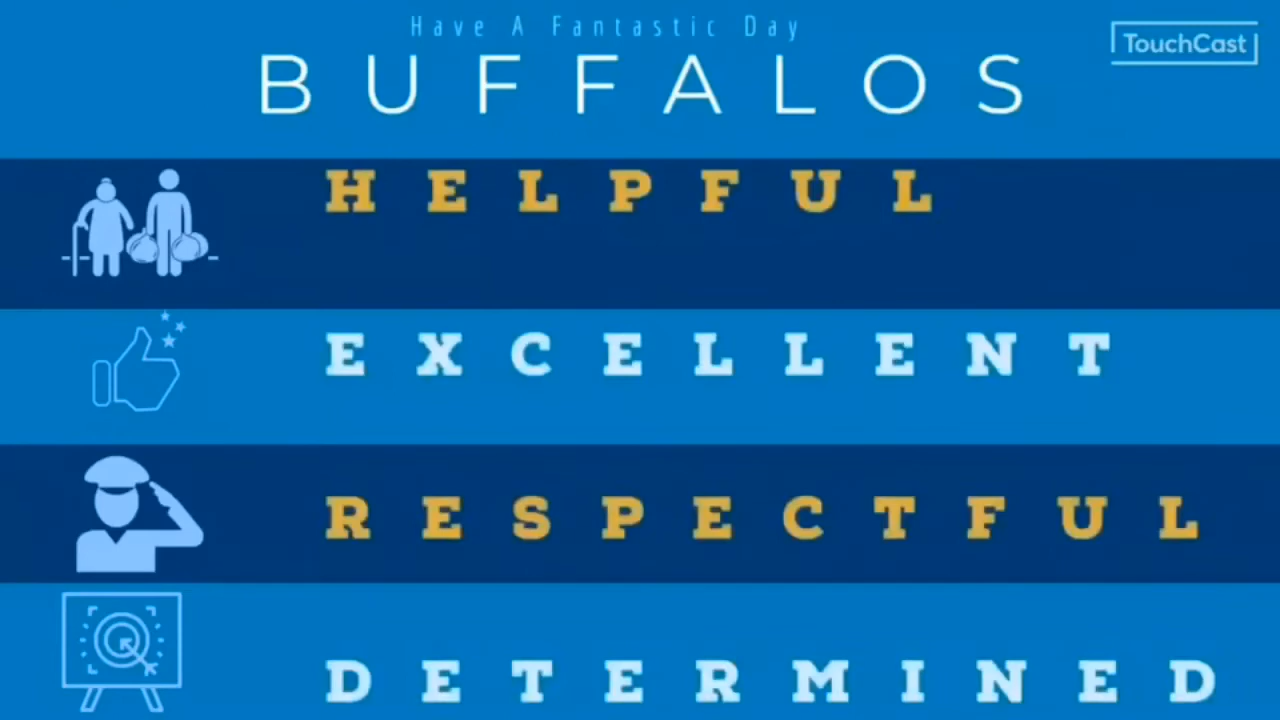 Have A Fantastic Day
TouchCast
BUFFALOS
HELPFUL
EXCELLENT
RESPECTFUL
DETERMINED